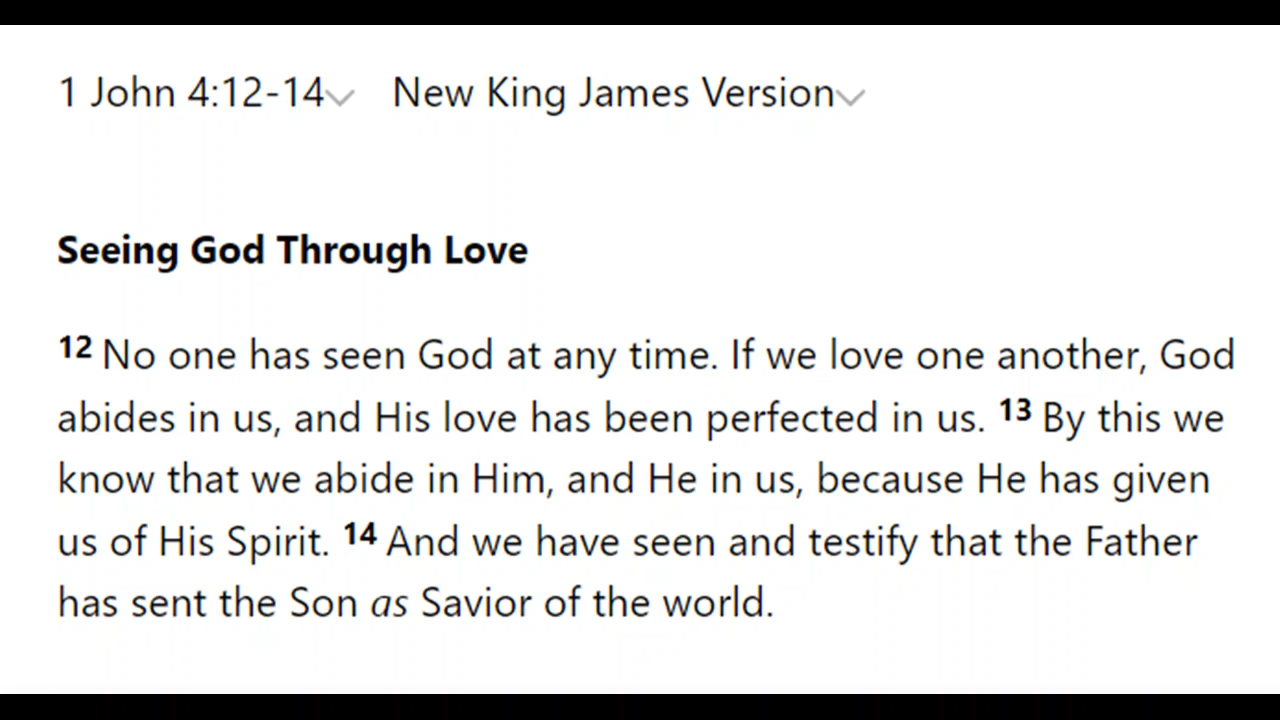 1 John 4:12-14 New King James Version
Seeing God Through Love
12 No one has seen God at any time. If we love one another, God
abides in us, and His love has been perfected in us. 13 By this we
know that we abide in Him, and He in us, because He has given
us of His Spirit. 14 And we have seen and testify that the Father
has sent the Son as Savior of the world.